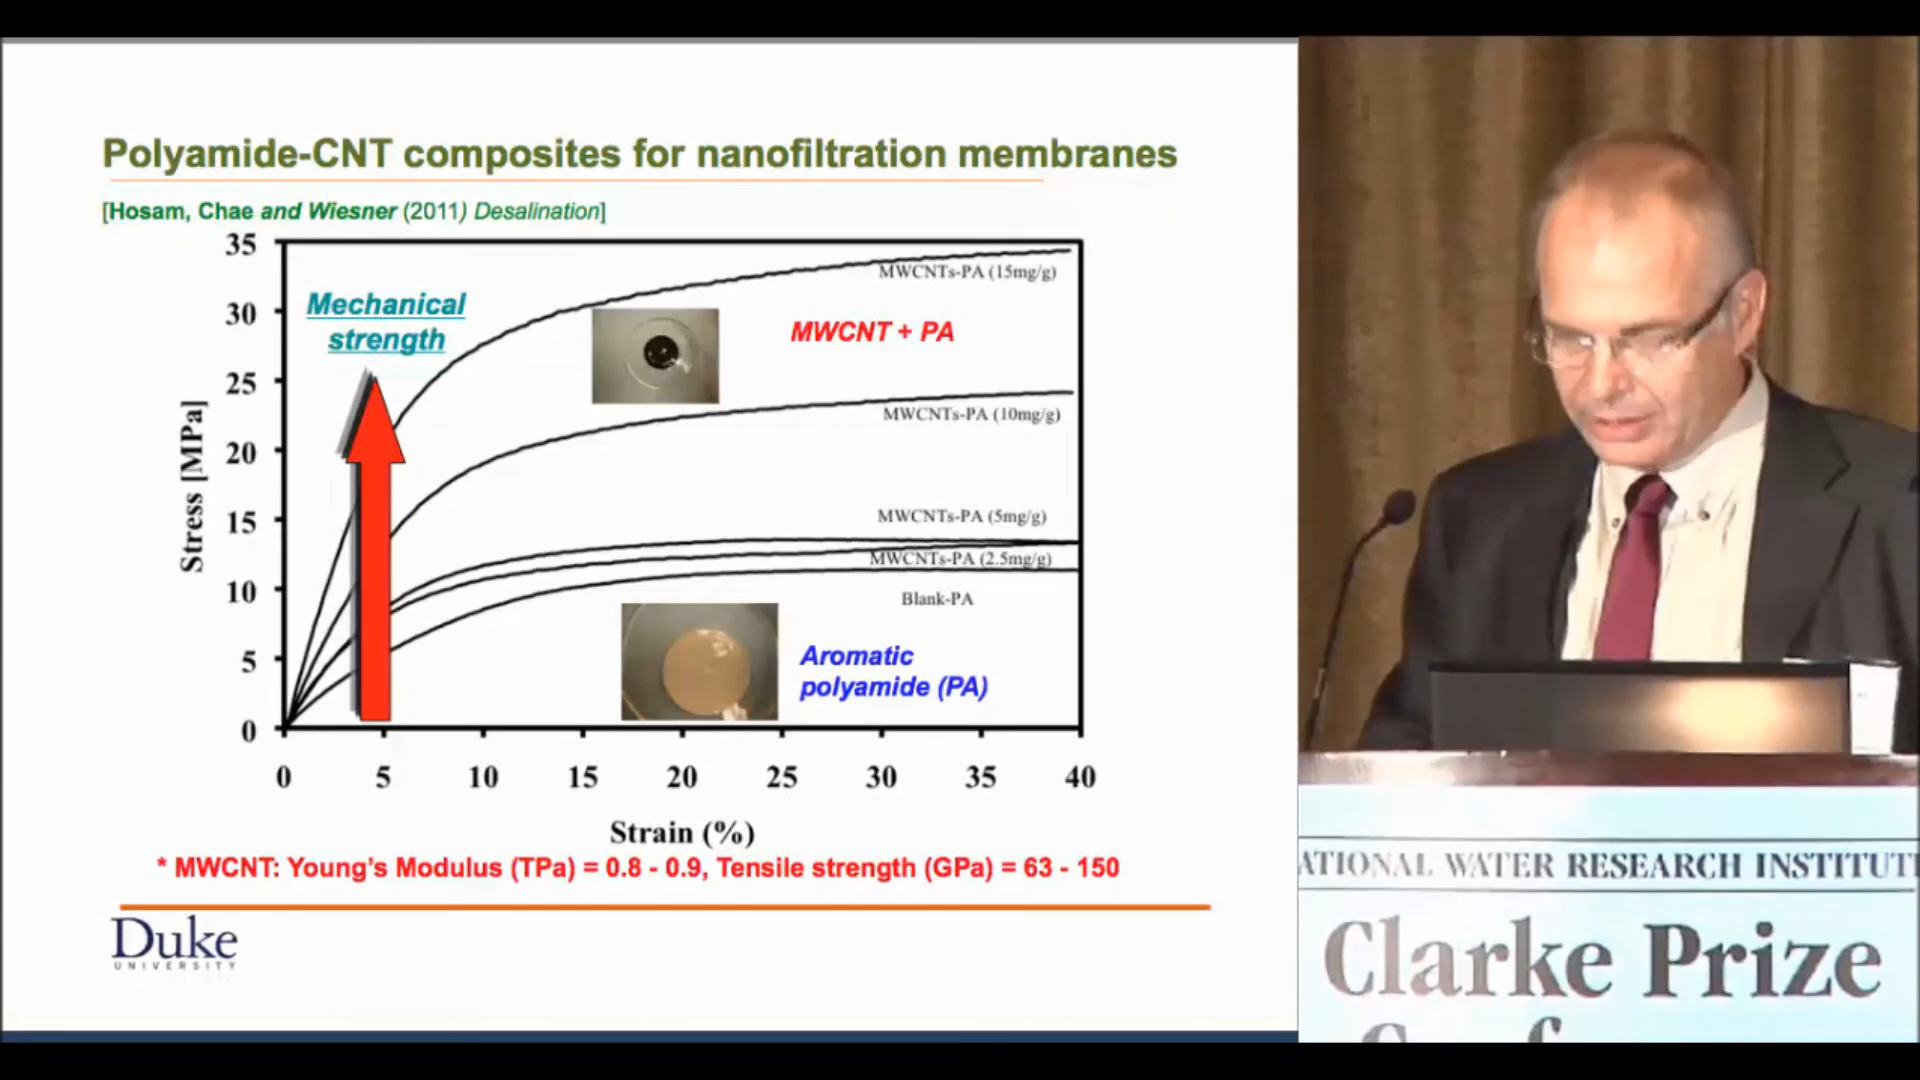 Polyamide-CNT composites for nanofiltration membranes
[Hosam, Chae and Wiesner (2011) Desalination]
35
30
25
20
15
10
5
0
Stress [MPa]
Mechanical
strength
MWCNTs-PA (15mg/g)
MWCNT + PA
MWCNTs-PA (10mg/g)
MWCNTs-PA (5mg/g)
MWCNTs-PA (2.5mg/g)
Blank-PA
Aromatic
polyamide (PA)
0 5 10 15 20 25 30 35 40
Strain (%)
* MWCNT: Young's Modulus (TPa) = 0.8 - 0.9, Tensile strength (GPa) = 63 - 150
Duke
UNIVERSITY
ATIONAL WATER RESEARCH INSTITUT
Clarke Prize